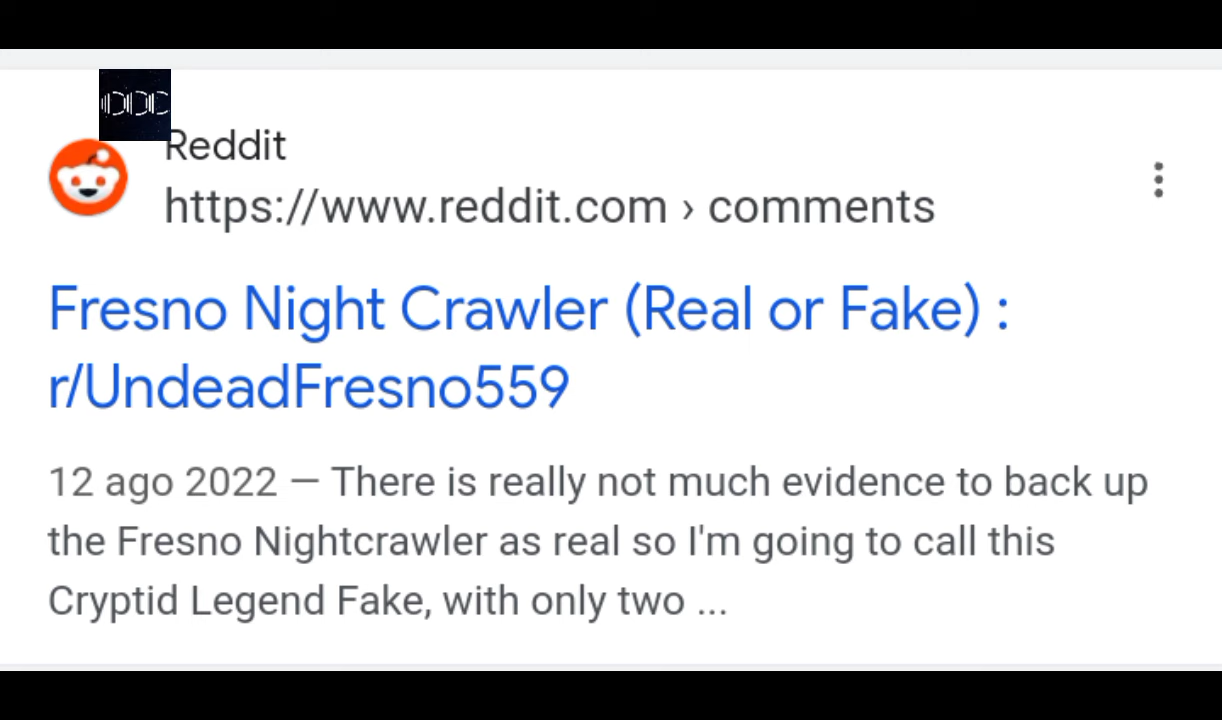 Reddit
https://www.reddit.com › comments
Fresno Night Crawler (Real or Fake) :
r/UndeadFresno559
12 ago 2022 — There is really not much evidence to back up
the Fresno Nightcrawler as real so I'm going to call this
Cryptid Legend Fake, with only two ...